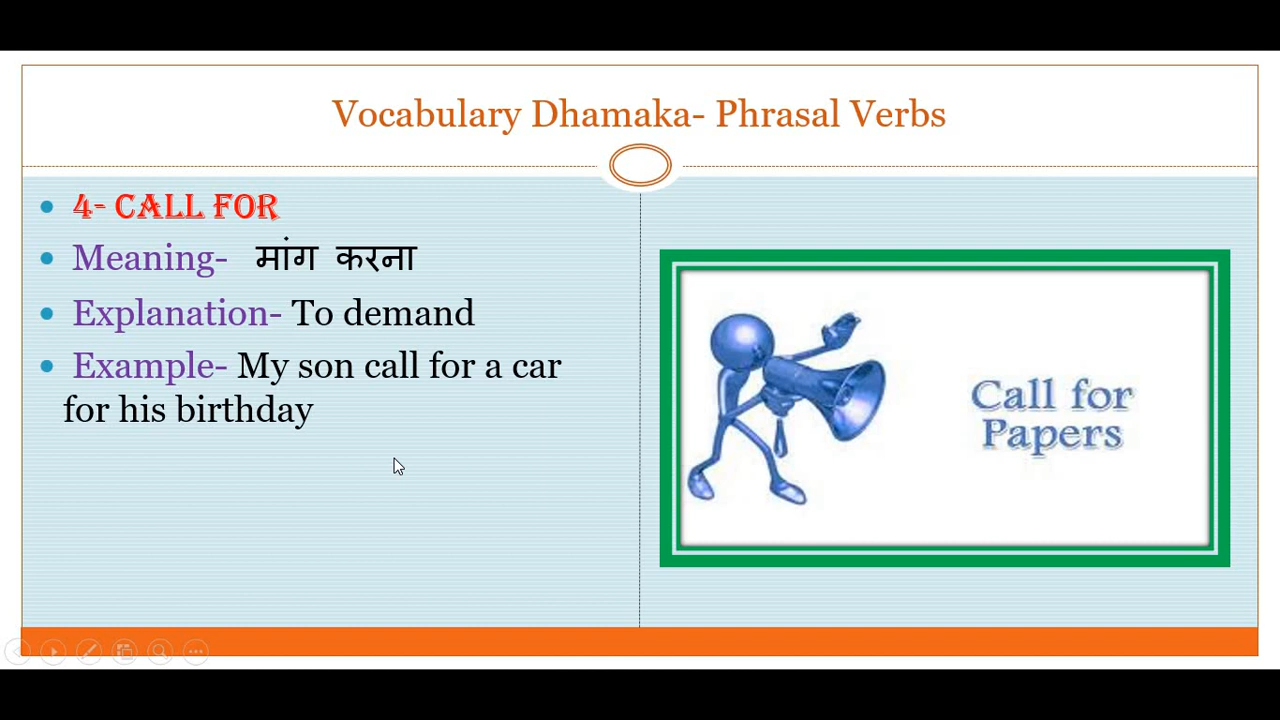 Vocabulary Dhamaka- Phrasal Verbs
4- CALL FOR
Meaning- मांग करना
Explanation- To demand
Example- My son call for a car
for his birthday
Call for
Papers